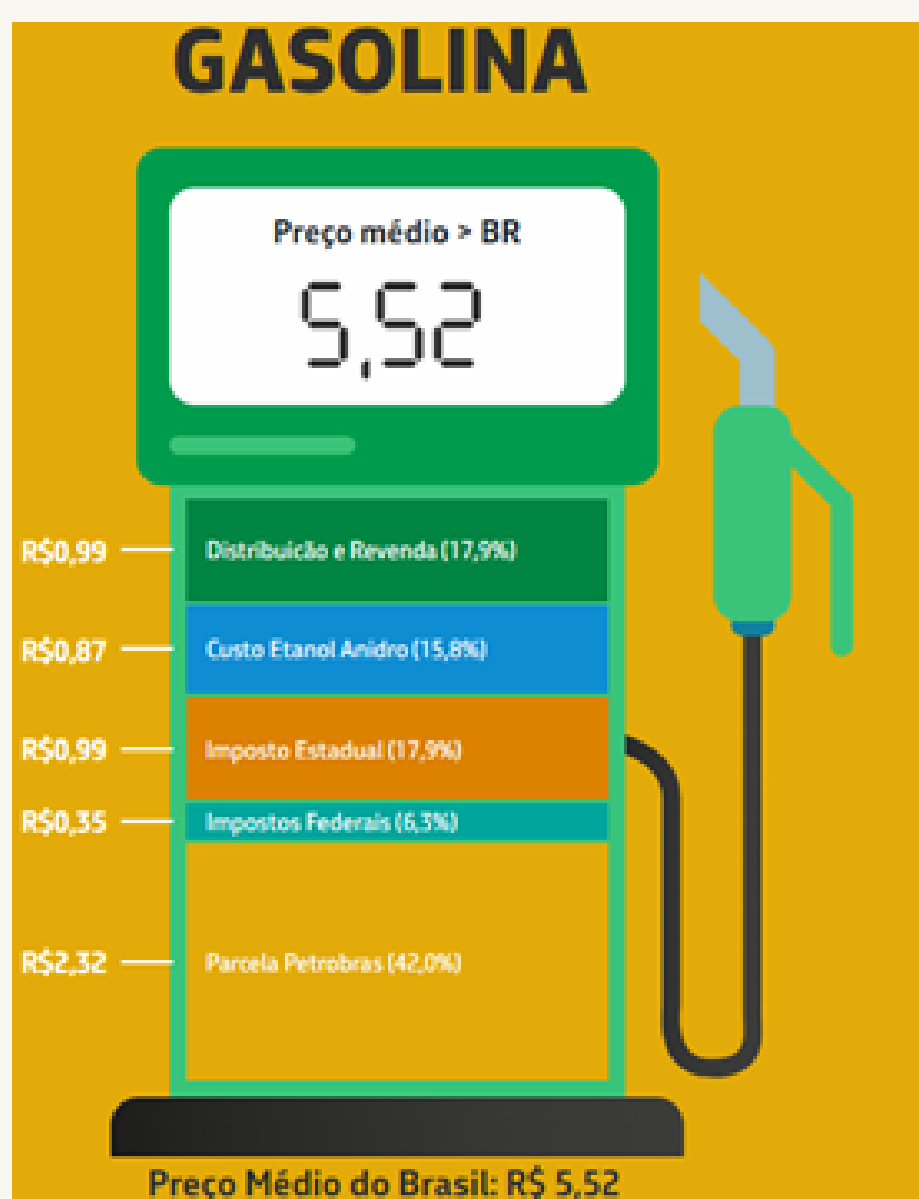 GASOLINA
Preço médio > BR
5,52
R$0,99 Distribuicão e Revenda (17,9%)
R$0,87 Custo Etanol Anidro (15,8%)
R$0,99 Imposto Estadual (17,9%)
R$0,35 Impostos Federais (6,3%)
R$2,32 Parcela Petrobras (42,0%)
Preço Médio do Brasil: R$ 5,52